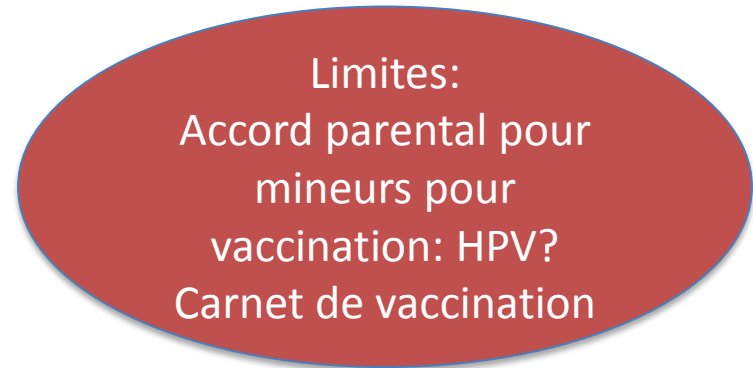 Limites:
Accord parental pour
mineurs pour
vaccination: HPV?
Carnet de vaccination